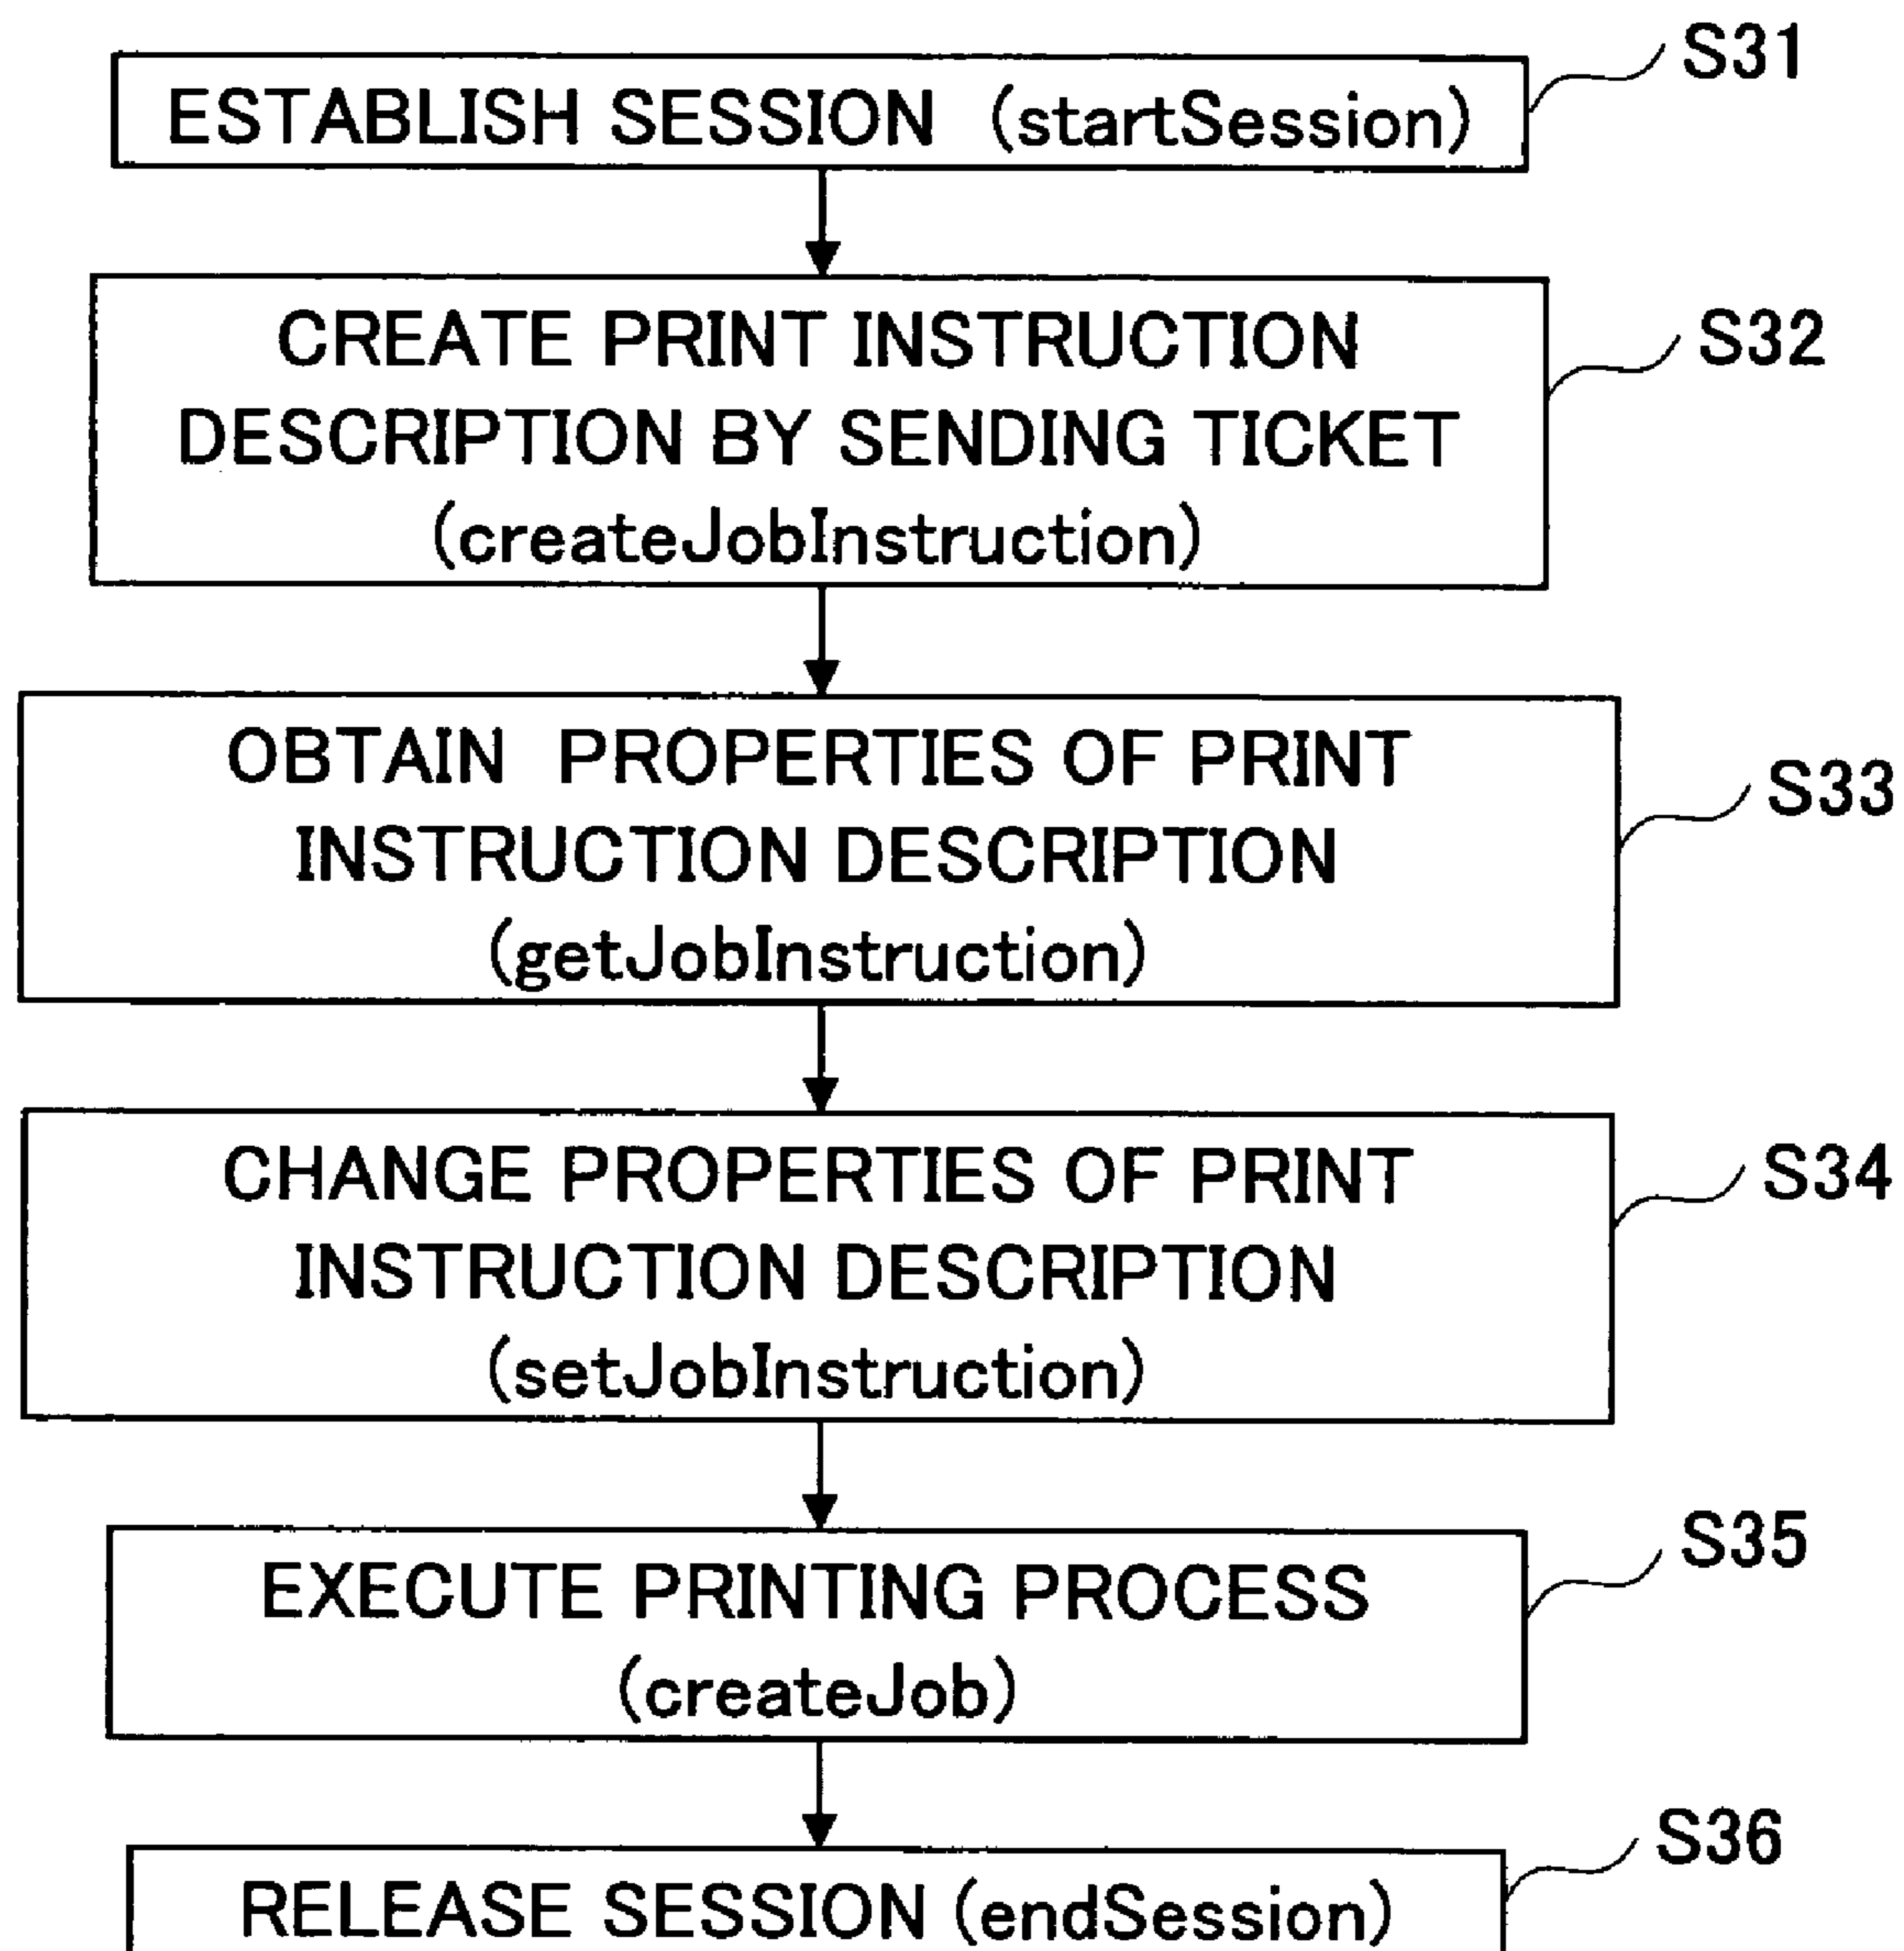 S31
ESTABLISH SESSION (startSession)
S32
CREATE PRINT INSTRUCTION
DESCRIPTION BY SENDING TICKET
(createJobInstruction)
S33
OBTAIN PROPERTIES OF PRINT
INSTRUCTION DESCRIPTION
(getJobInstruction)
S34
CHANGE PROPERTIES OF PRINT
INSTRUCTION DESCRIPTION
(setJobInstruction)
S35
EXECUTE PRINTING PROCESS
(createJob)
S36
RELEASE SESSION (endSession)